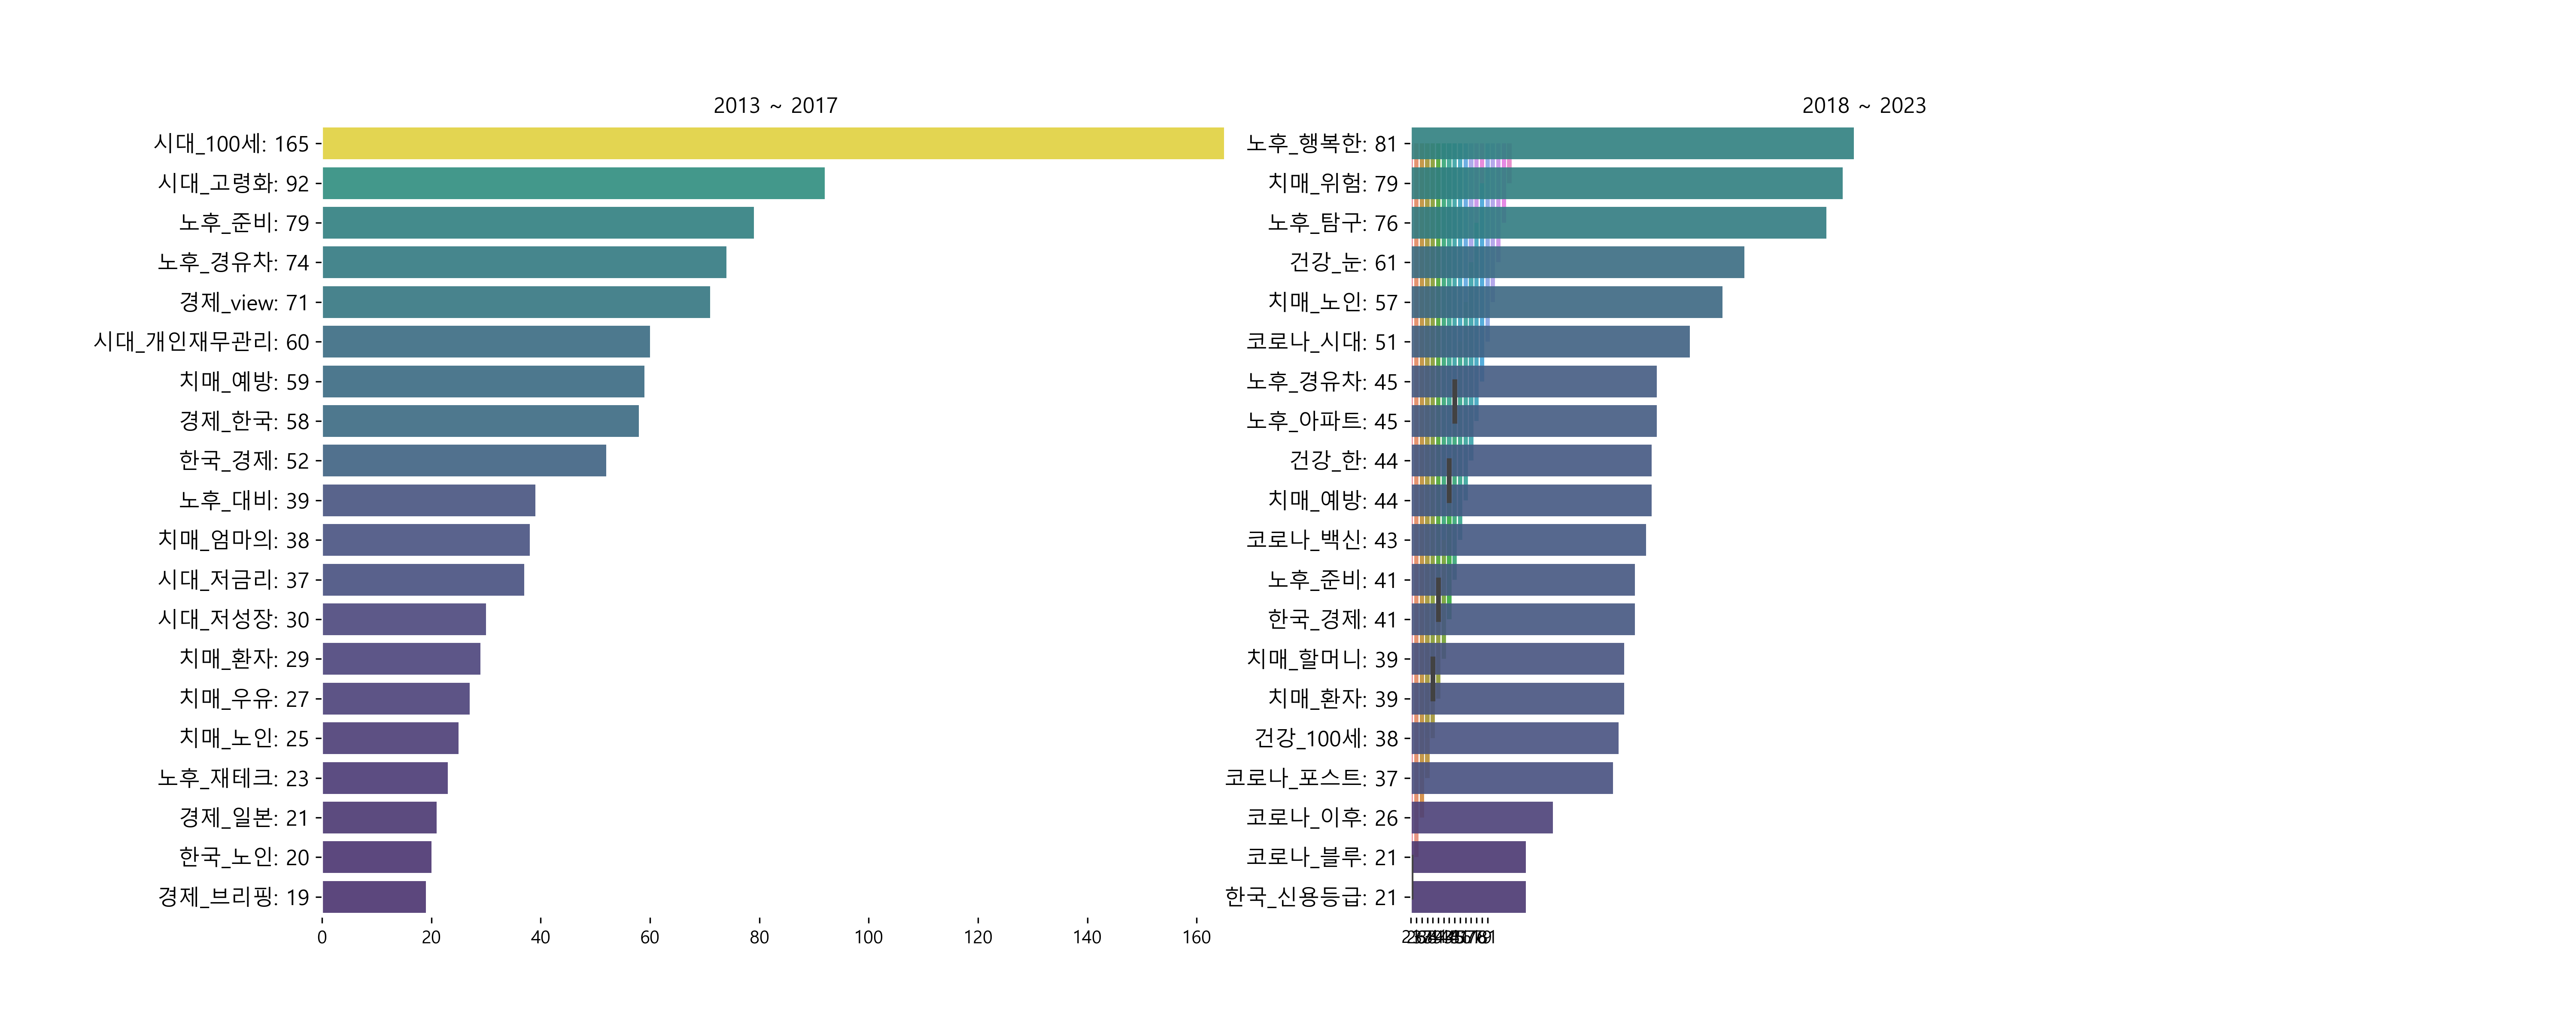 2013 ~ 2017
시대_100세: 165
시대_고령화: 92
노후_준비: 79
노후_경유차: 74
경제_view: 71
시대_개인재무관리: 60
치매_예방: 59
경제_한국: 58
한국_경제: 52
노후_대비: 39
치매_엄마의: 38
시대_저금리: 37
시대_저성장: 30
치매_환자: 29
치매_우유: 27
치매_노인: 25
노후_재테크: 23
경제_일본: 21
한국_노인: 20
경제_브리핑: 19
0 20 40 60 80 100 120 140 160
2018 ~ 2023
노후_행복한: 81
치매_위험: 79
노후_탐구: 76
건강_눈: 61
치매_노인: 57
코로나_시대: 51
노후_경유차: 45
노후_아파트: 45
건강_한: 44
치매_예방: 44
코로나_백신: 43
노후_준비: 41
한국_경제: 41
치매_할머니: 39
치매_환자: 39
건강_100세: 38
코로나_포스트: 37
코로나_이후: 26
코로나_블루: 21
한국_신용등급: 21